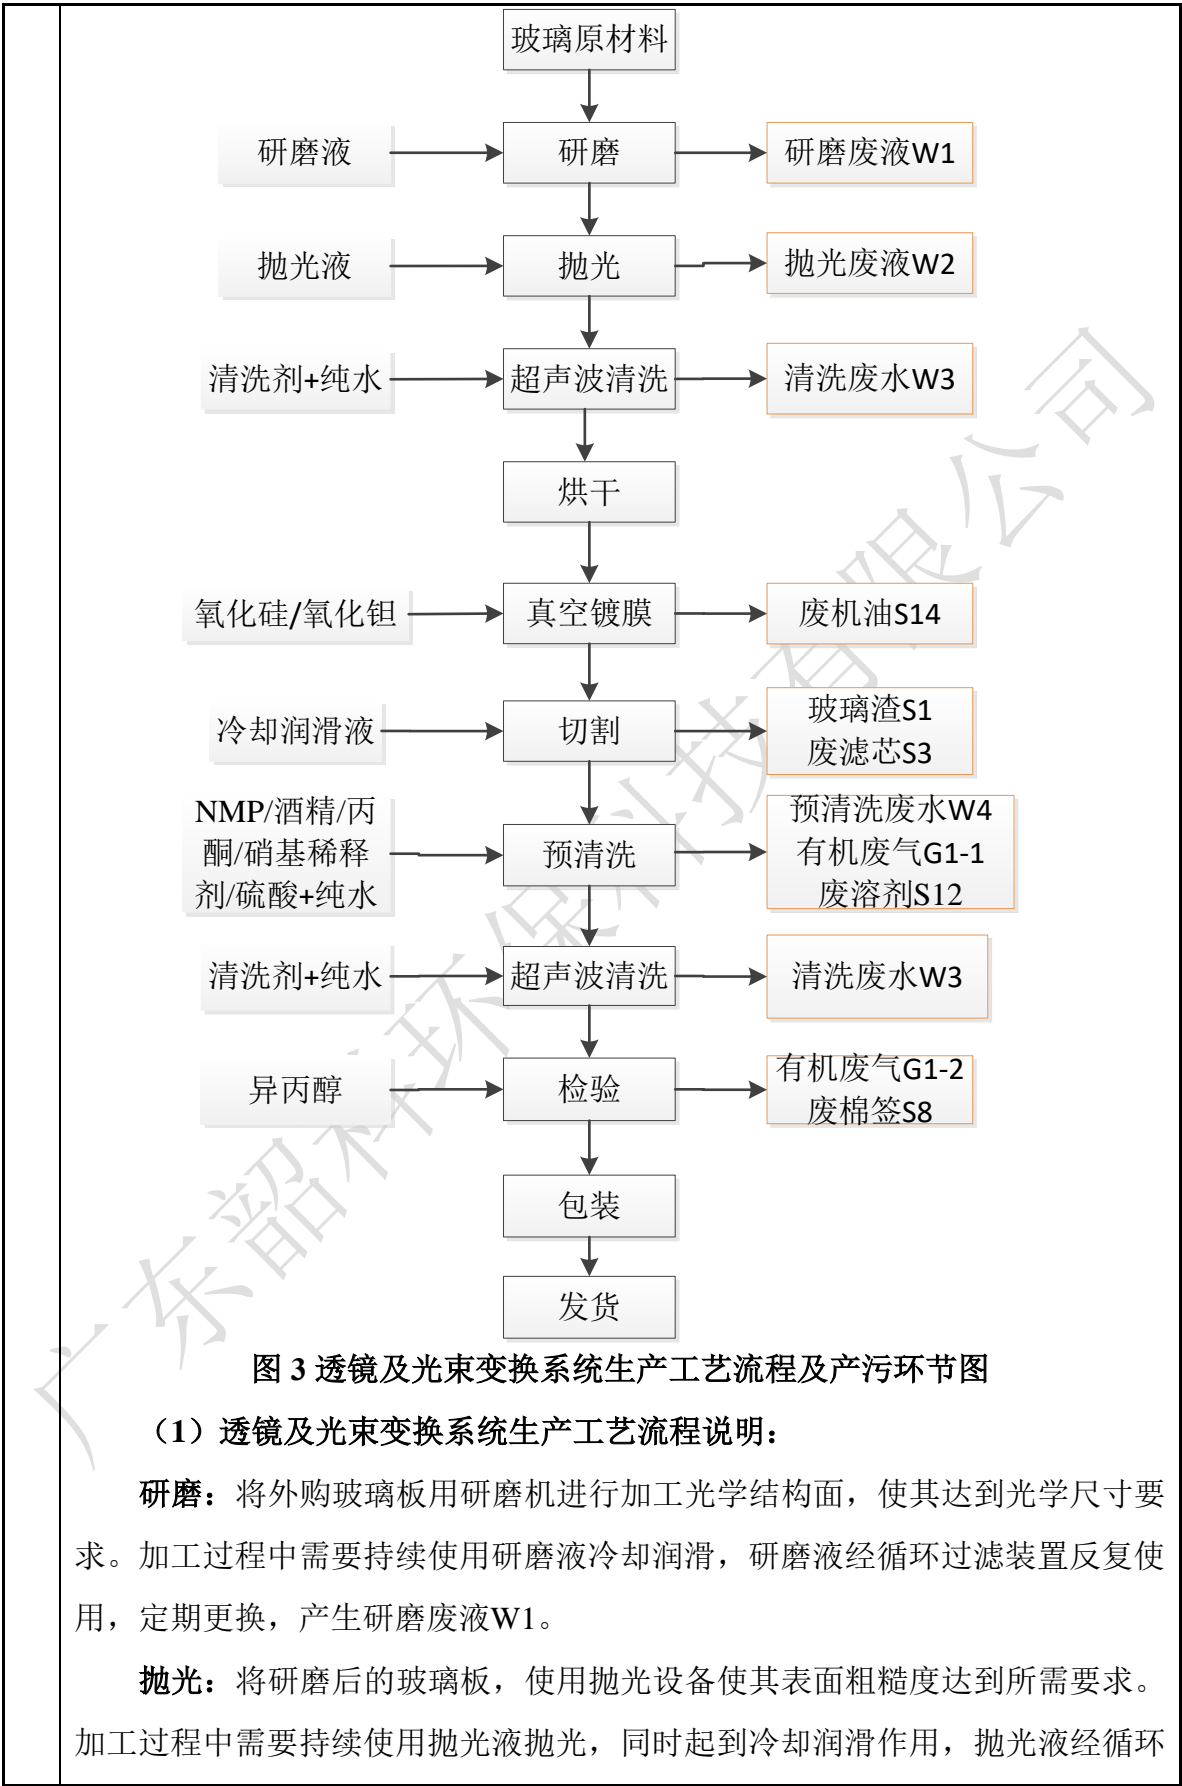 玻璃原材料
研磨液
研磨
研磨废液W1
抛光液
抛光
抛光废液W2
清洗剂+纯水
超声波清洗
清洗废水W3
烘干
氧化硅/氧化钽
真空镀膜
废机油S14
冷却润滑液
切割
玻璃渣S1
废滤芯S3
NMP/酒精/丙
酮/硝基稀释
剂/硫酸+纯水
预清洗
预清洗废水W4
有机废气G1-1
废溶剂S12
清洗剂+纯水
超声波清洗
清洗废水W3
异丙醇
检验
有机废气G1-2
废棉签S8
包装
发货
图 3 透镜及光束变换系统生产工艺流程及产污环节图
（1）透镜及光束变换系统生产工艺流程说明：
研磨：将外购玻璃板用研磨机进行加工光学结构面，使其达到光学尺寸要
求。加工过程中需要持续使用研磨液冷却润滑，研磨液经循环过滤装置反复使
用，定期更换，产生研磨废液W1。
抛光：将研磨后的玻璃板，使用抛光设备使其表面粗糙度达到所需要求。
加工过程中需要持续使用抛光液抛光，同时起到冷却润滑作用，抛光液经循环
广东韶科环保科技有限公司